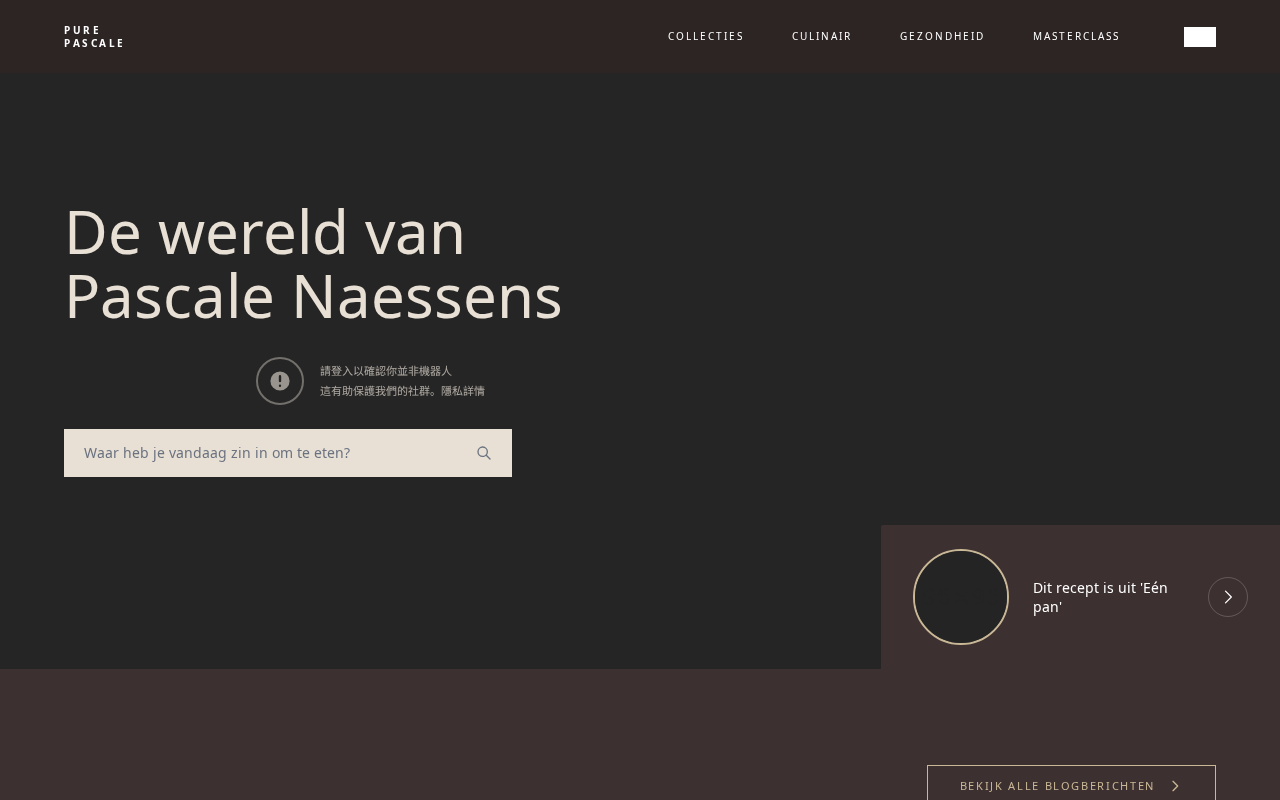 PURE
PASCALE
COLLECTIES
CULINAIR
GEZONDHEID
MASTERCLASS
De wereld van
Pascale Naessens
請登入以確認你並非機器人
這有助保護我們的社群。隱私詳情
Waar heb je vandaag zin in om te eten?
Dit recept is uit 'Eén
pan'
BEKIJK ALLE BLOGBERICHTEN